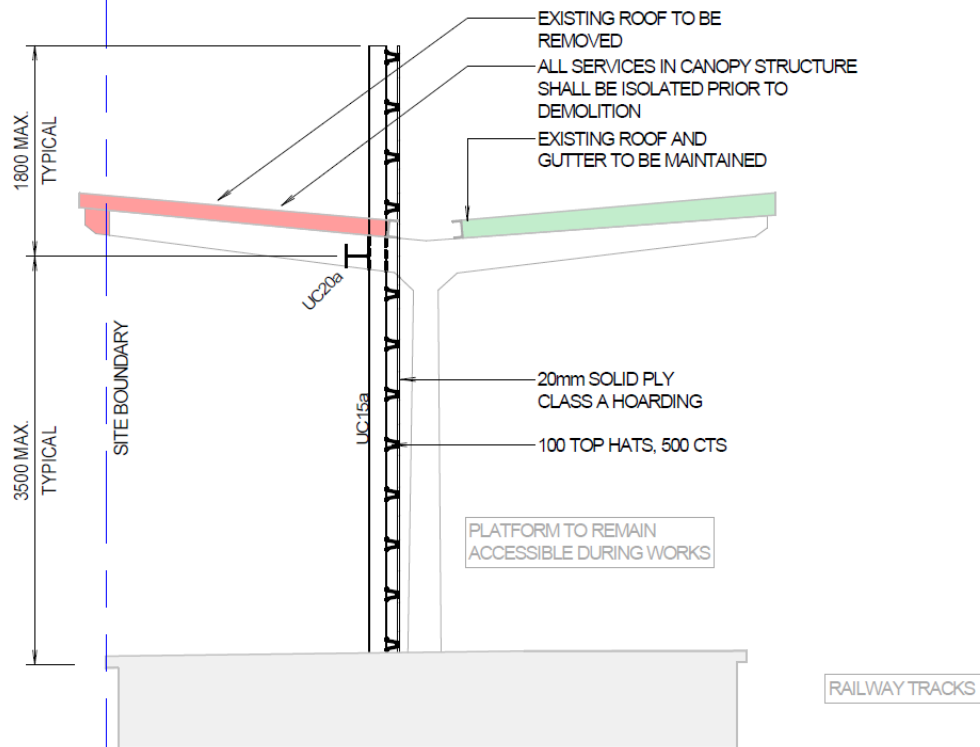 EXISTING ROOF TO BE
REMOVED
ALL SERVICES IN CANOPY STRUCTURE
SHALL BE ISOLATED PRIOR TO
DEMOLITION
EXISTING ROOF AND
GUTTER TO BE MAINTAINED
1800 MAX.
TYPICAL
UC20a
SITE BOUNDARY
3500 MAX.
TYPICAL
UC15a
20mm SOLID PLY
CLASS A HOARDING
100 TOP HATS, 500 CTS
PLATFORM TO REMAIN
ACCESSIBLE DURING WORKS
RAILWAY TRACKS